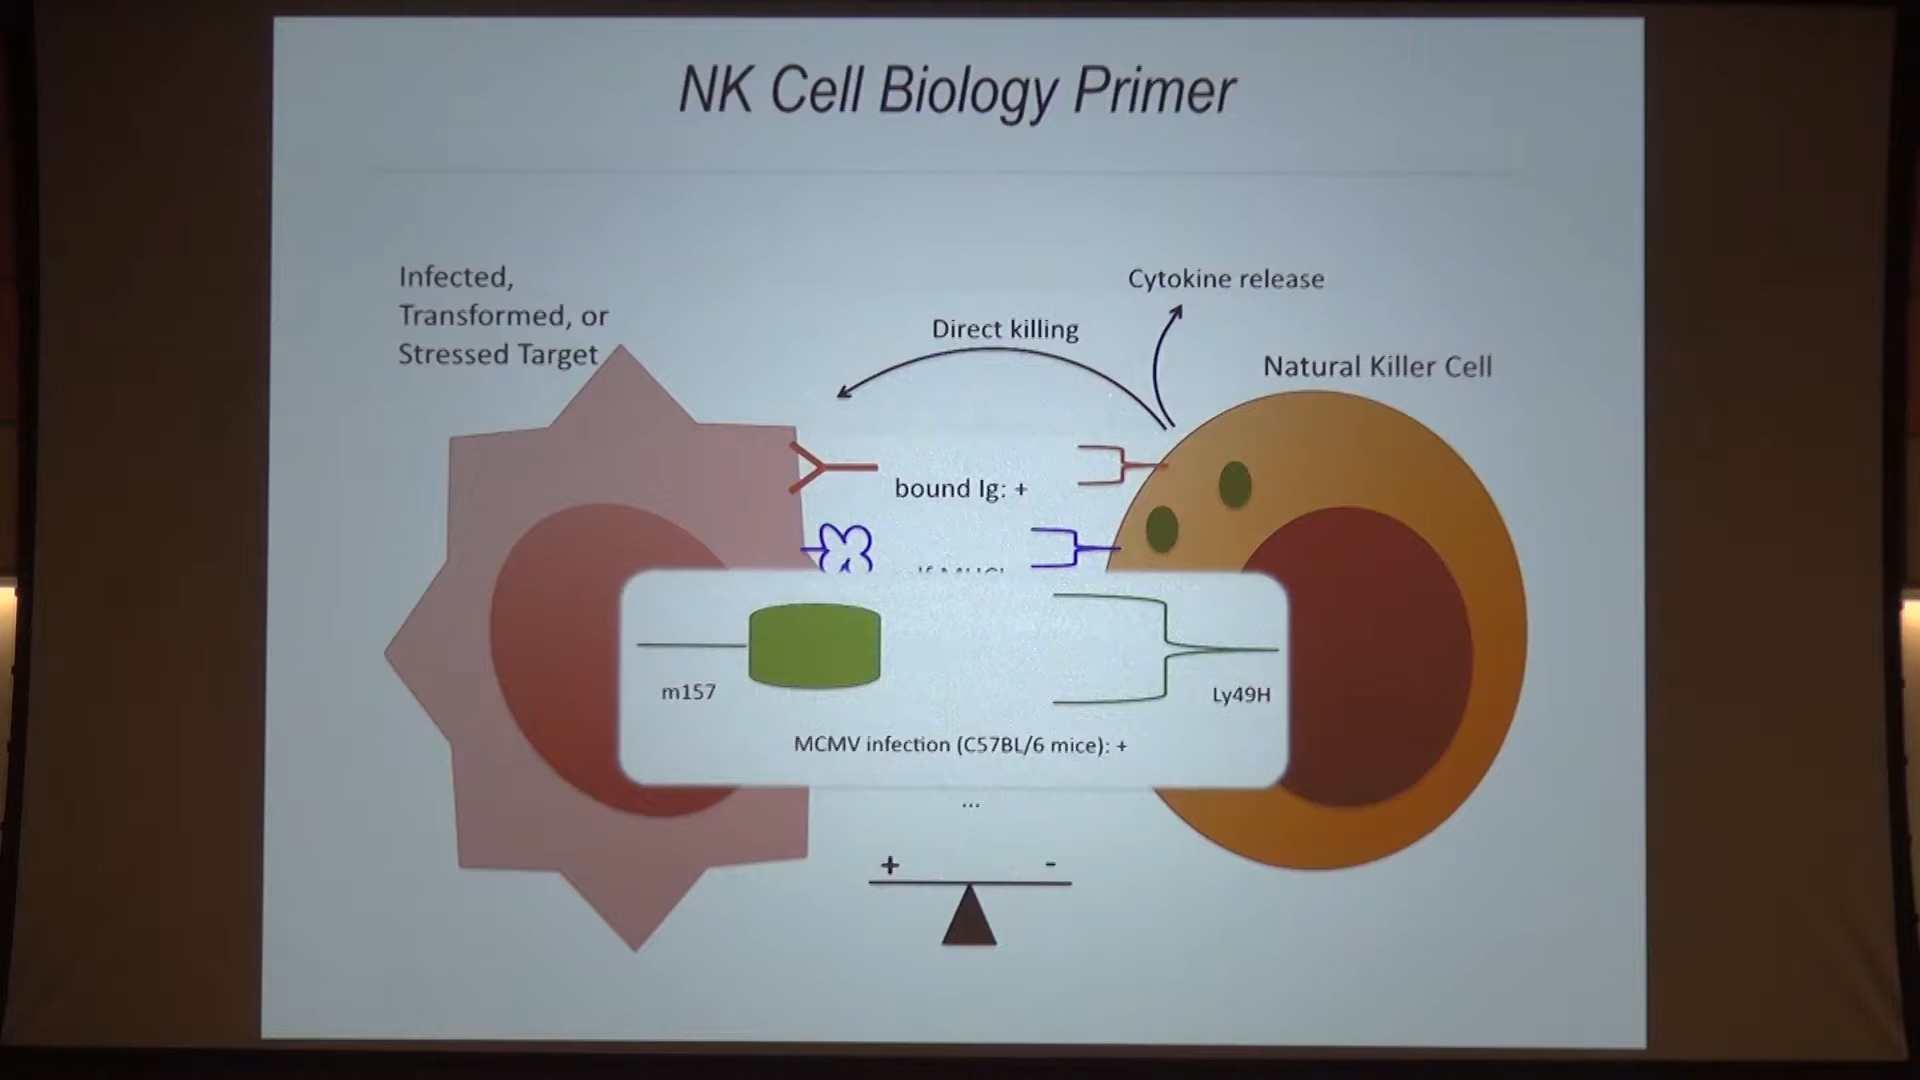 NK Cell Biology Primer
Infected,
Transformed, or
Stressed Target
Cytokine release
Direct killing
Natural Killer Cell
bound Ig: +
m157
Ly49H
MCMV infection (C57BL/6 mice): +
...
+ -